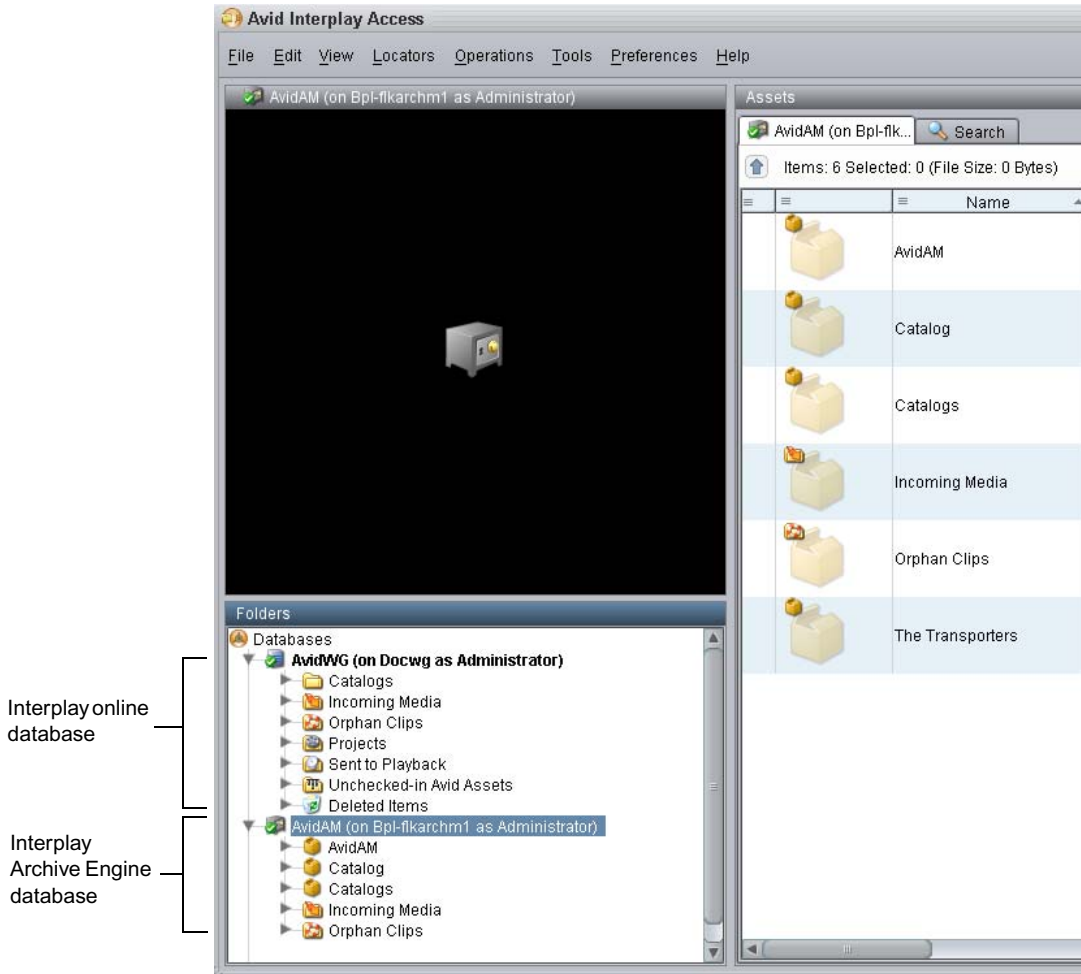 Avid Interplay Access
File Edit View Locators Operations Tools Preferences Help
AvidAM (on Bpl-flkarchm1 as Administrator)
Assets
AvidAM (on Bpl-flk... Search
Items: 6 Selected: 0 (File Size: 0 Bytes)
Name
AvidAM
Catalog
Catalogs
Incoming Media
Orphan Clips
The Transporters
Folders
Databases
AvidWG (on Docwg as Administrator)
Catalogs
Incoming Media
Orphan Clips
Projects
Sent to Playback
Unchecked-in Avid Assets
Deleted Items
AvidAM (on Bpl-flkarchm1 as Administrator)
AvidAM
Catalog
Catalogs
Incoming Media
Orphan Clips
Interplay online
database
Interplay
Archive Engine
database